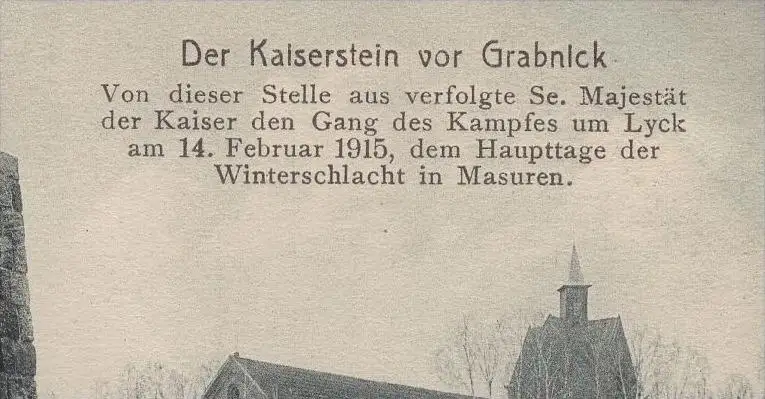 Der Kaiserstein vor Grabnick
Von dieser Stelle aus verfolgte Se. Majestät
der Kaiser den Gang des Kampfes um Lyck
am 14. Februar 1915, dem Haupttage der
Winterschlacht in Masuren.